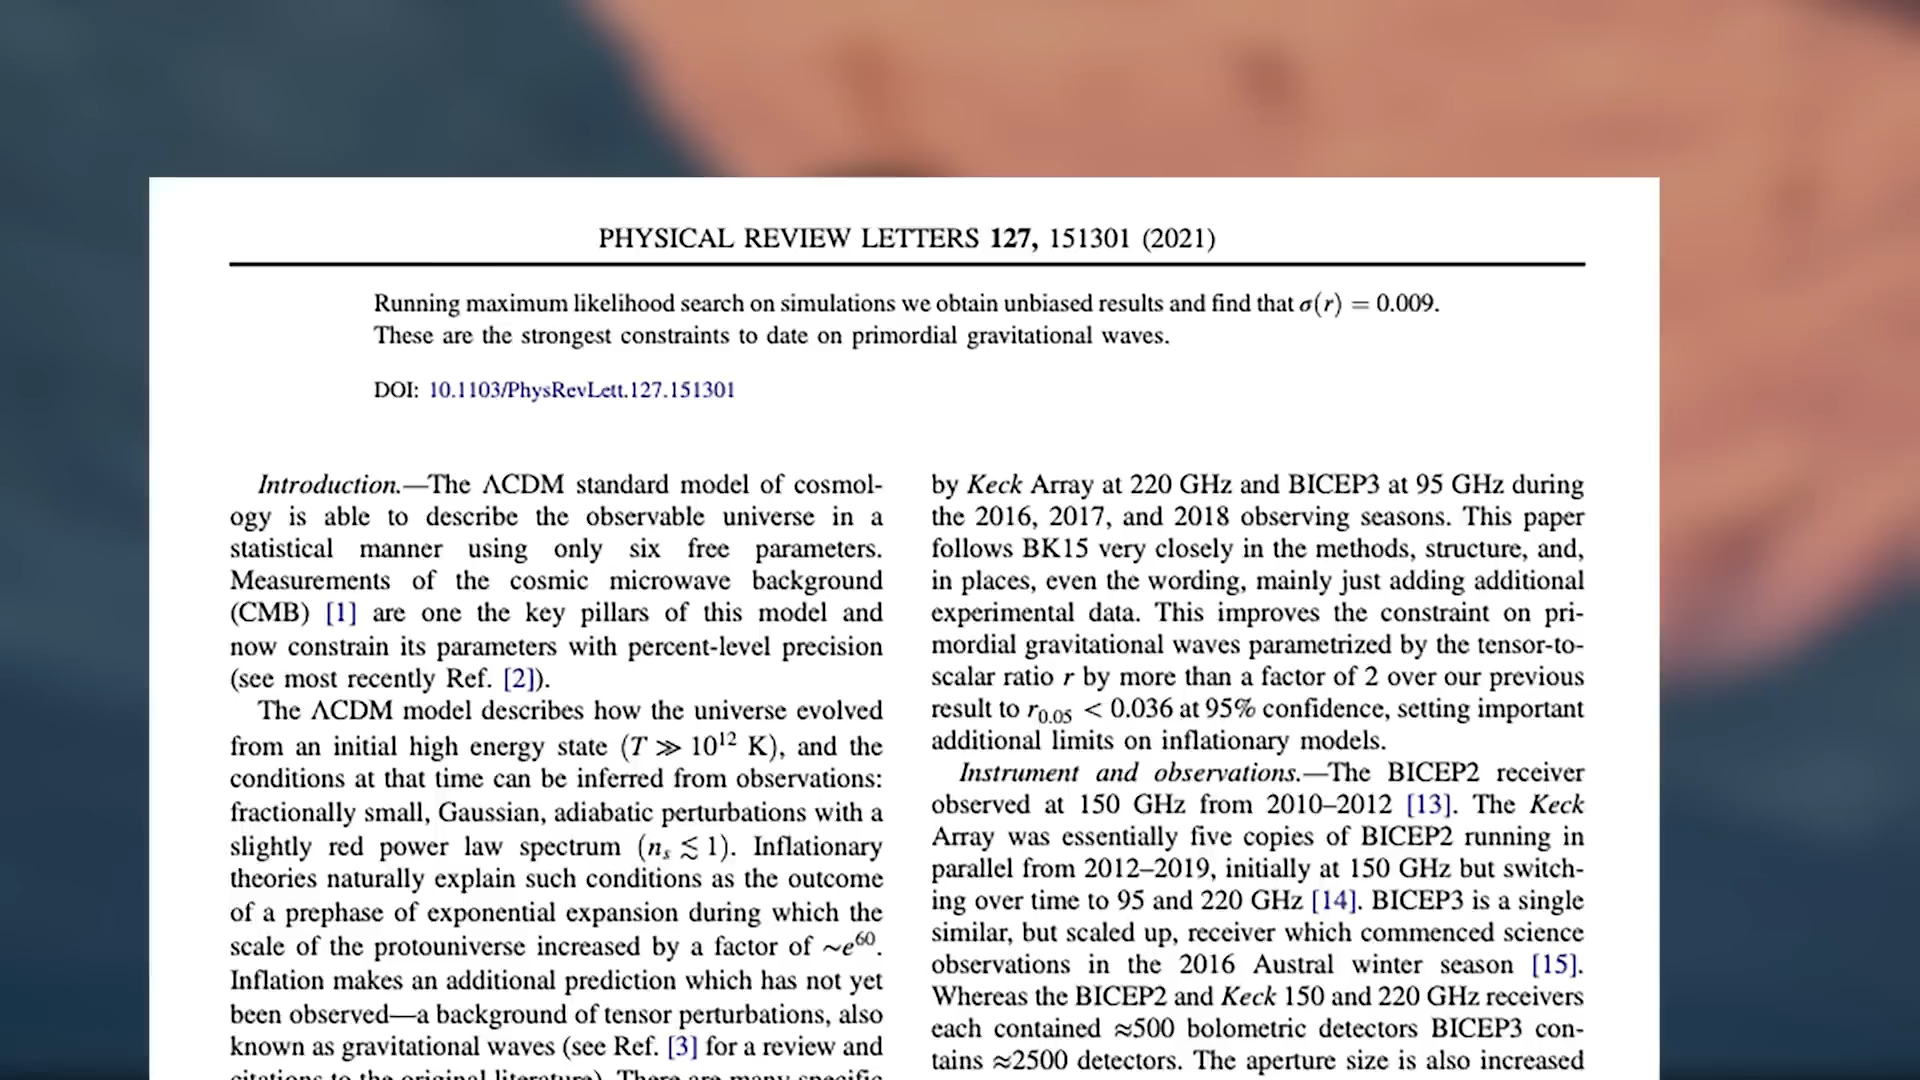 PHYSICAL REVIEW LETTERS 127, 151301 (2021)
Running maximum likelihood search on simulations we obtain unbiased results and find that σ(r) = 0.009.
These are the strongest constraints to date on primordial gravitational waves.
DOI: 10.1103/PhysRevLett.127.151301
Introduction.—The ΛCDM standard model of cosmol-
ogy is able to describe the observable universe in a
statistical manner using only six free parameters.
Measurements of the cosmic microwave background
(CMB) [1] are one the key pillars of this model and
now constrain its parameters with percent-level precision
(see most recently Ref. [2]).
The ΛCDM model describes how the universe evolved
from an initial high energy state (T ≫ 10¹² K), and the
conditions at that time can be inferred from observations:
fractionally small, Gaussian, adiabatic perturbations with a
slightly red power law spectrum (nₛ ≲ 1). Inflationary
theories naturally explain such conditions as the outcome
of a prephase of exponential expansion during which the
scale of the protouniverse increased by a factor of ~e⁶⁰.
Inflation makes an additional prediction which has not yet
been observed—a background of tensor perturbations, also
known as gravitational waves (see Ref. [3] for a review and
citations to the original literature). There are many specific
by Keck Array at 220 GHz and BICEP3 at 95 GHz during
the 2016, 2017, and 2018 observing seasons. This paper
follows BK15 very closely in the methods, structure, and,
in places, even the wording, mainly just adding additional
experimental data. This improves the constraint on pri-
mordial gravitational waves parametrized by the tensor-to-
scalar ratio r by more than a factor of 2 over our previous
result to r₀.₀₅ < 0.036 at 95% confidence, setting important
additional limits on inflationary models.
Instrument and observations.—The BICEP2 receiver
observed at 150 GHz from 2010–2012 [13]. The Keck
Array was essentially five copies of BICEP2 running in
parallel from 2012–2019, initially at 150 GHz but switch-
ing over time to 95 and 220 GHz [14]. BICEP3 is a single
similar, but scaled up, receiver which commenced science
observations in the 2016 Austral winter season [15].
Whereas the BICEP2 and Keck 150 and 220 GHz receivers
each contained ≈500 bolometric detectors BICEP3 con-
tains ≈2500 detectors. The aperture size is also increased